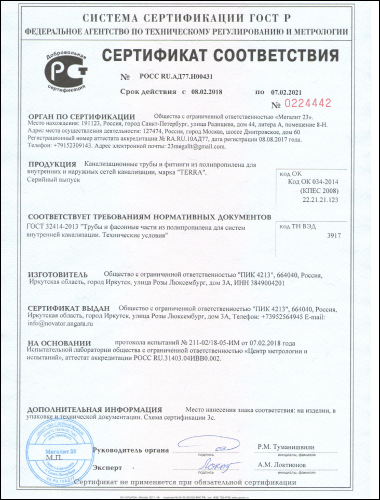 СИСТЕМА СЕРТИФИКАЦИИ ГОСТ Р
ФЕДЕРАЛЬНОЕ АГЕНТСТВО ПО ТЕХНИЧЕСКОМУ РЕГУЛИРОВАНИЮ И МЕТРОЛОГИИ
Добровольная
сертификация
СЕРТИФИКАТ СООТВЕТСТВИЯ
№ РОСС RU.АД77.Н00431
Срок действия с 08.02.2018 по 07.02.2021
№ 0224442
ОРГАН ПО СЕРТИФИКАЦИИ Общество с ограниченной ответственностью "Мегалит 23".
Место нахождения: 191123, Россия, город Санкт-Петербург, улица Радищева, дом 44, литера А, помещение 8-Н.
Адрес места осуществления деятельности: 127474, Россия, город Москва, шоссе Дмитровское, дом 60
Регистрационный номер аттестата аккредитации № RA.RU.10АД77, дата регистрации 08.08.2017 года.
Телефон: +79152309143. Адрес электронной почты: 23megalit@gmail.com
ПРОДУКЦИЯ Канализационные трубы и фитинги из полипропилена для
внутренних и наружных сетей канализации, марка "TERRA".
Серийный выпуск
код ОК
ОК 034-2014
(КПЕС 2008)
22.21.21.123
СООТВЕТСТВУЕТ ТРЕБОВАНИЯМ НОРМАТИВНЫХ ДОКУМЕНТОВ
ГОСТ 32414-2013 "Трубы и фасонные части из полипропилена для систем
внутренней канализации. Технические условия"
код ТН ВЭД
3917
ИЗГОТОВИТЕЛЬ Общество с ограниченной ответственностью "ПИК 4213", 664040, Россия,
Иркутская область, город Иркутск, улица Розы Люксембург, дом 3А, ИНН 3849004201
СЕРТИФИКАТ ВЫДАН Общество с ограниченной ответственностью "ПИК 4213", 664040, Россия,
Иркутская область, город Иркутск, улица Розы Люксембург, дом 3А, Телефон: +73952564945 E-mail:
info@novator.angara.ru
НА ОСНОВАНИИ протокола испытаний № 211-02/18-05-ИМ от 07.02.2018 года
Испытательной лаборатории общества с ограниченной ответственностью «Центр метрологии и
испытаний», аттестат аккредитации РОСС RU.31403.04ИВВ0.002.
ДОПОЛНИТЕЛЬНАЯ ИНФОРМАЦИЯ Место нанесения знака соответствия: на изделии, в
упаковке и технической документации. Схема сертификации 3с.
Мегалит 23
М.П.
Руководитель органа
Р.М. Туманишвили
Эксперт
А.М. Локтионов
Сертификат не применяется при обязательной сертификации